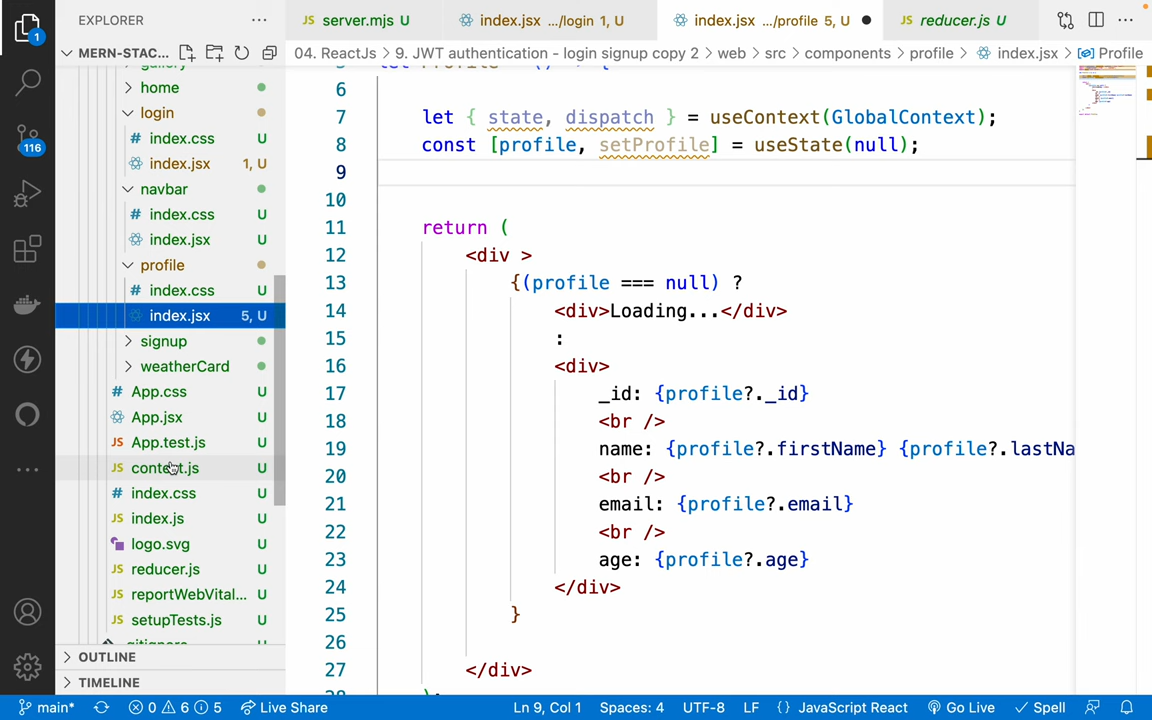 EXPLORER
server.mjs U
index.jsx .../login 1, U
index.jsx .../profile 5, U
reducer.js U
MERN-STAC...
04. ReactJs > 9. JWT authentication - login signup copy 2 > web > src > components > profile > index.jsx > Profile
home
login
index.css U
index.jsx 1, U
navbar
index.css U
index.jsx U
profile
index.css U
index.jsx 5, U
signup
weatherCard
App.css U
App.jsx U
App.test.js U
context.js U
index.css U
index.js U
logo.svg U
reducer.js U
reportWebVital... U
setupTests.js U
OUTLINE
TIMELINE
1
116
6
7 let { state, dispatch } = useContext(GlobalContext);
8 const [profile, setProfile] = useState(null);
9
10
11 return (
12 <div >
13 {(profile === null) ?
14 <div>Loading...</div>
15 :
16 <div>
17 _id: {profile?._id}
18 <br />
19 name: {profile?.firstName} {profile?.lastNa
20 <br />
21 email: {profile?.email}
22 <br />
23 age: {profile?.age}
24 </div>
25 }
26
27 </div>
main* 0 6 5 Live Share Ln 9, Col 1 Spaces: 4 UTF-8 LF {} JavaScript React Go Live Spell